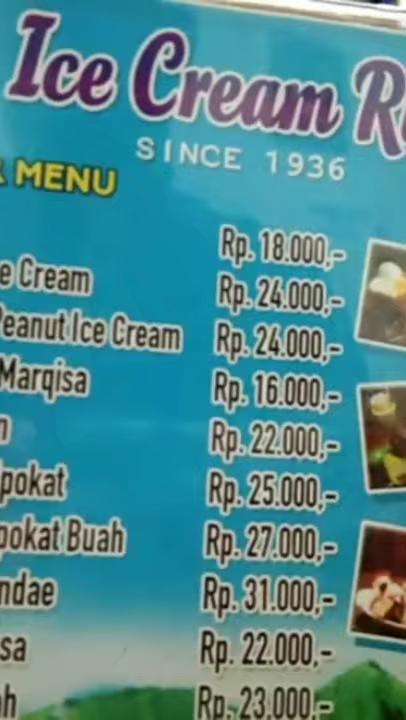 Ice Cream R
SINCE 1936
& MENU
Rp. 18.000,-
e Cream Rp. 24.000,-
Peanut Ice Cream Rp. 24.000,-
Marqisa Rp. 16.000,-
n Rp. 22.000,-
pokat Rp. 25.000,-
pokat Buah Rp. 27.000,-
ndae Rp. 31.000,-
sa Rp. 22.000,-
ah Rp. 23.000,-